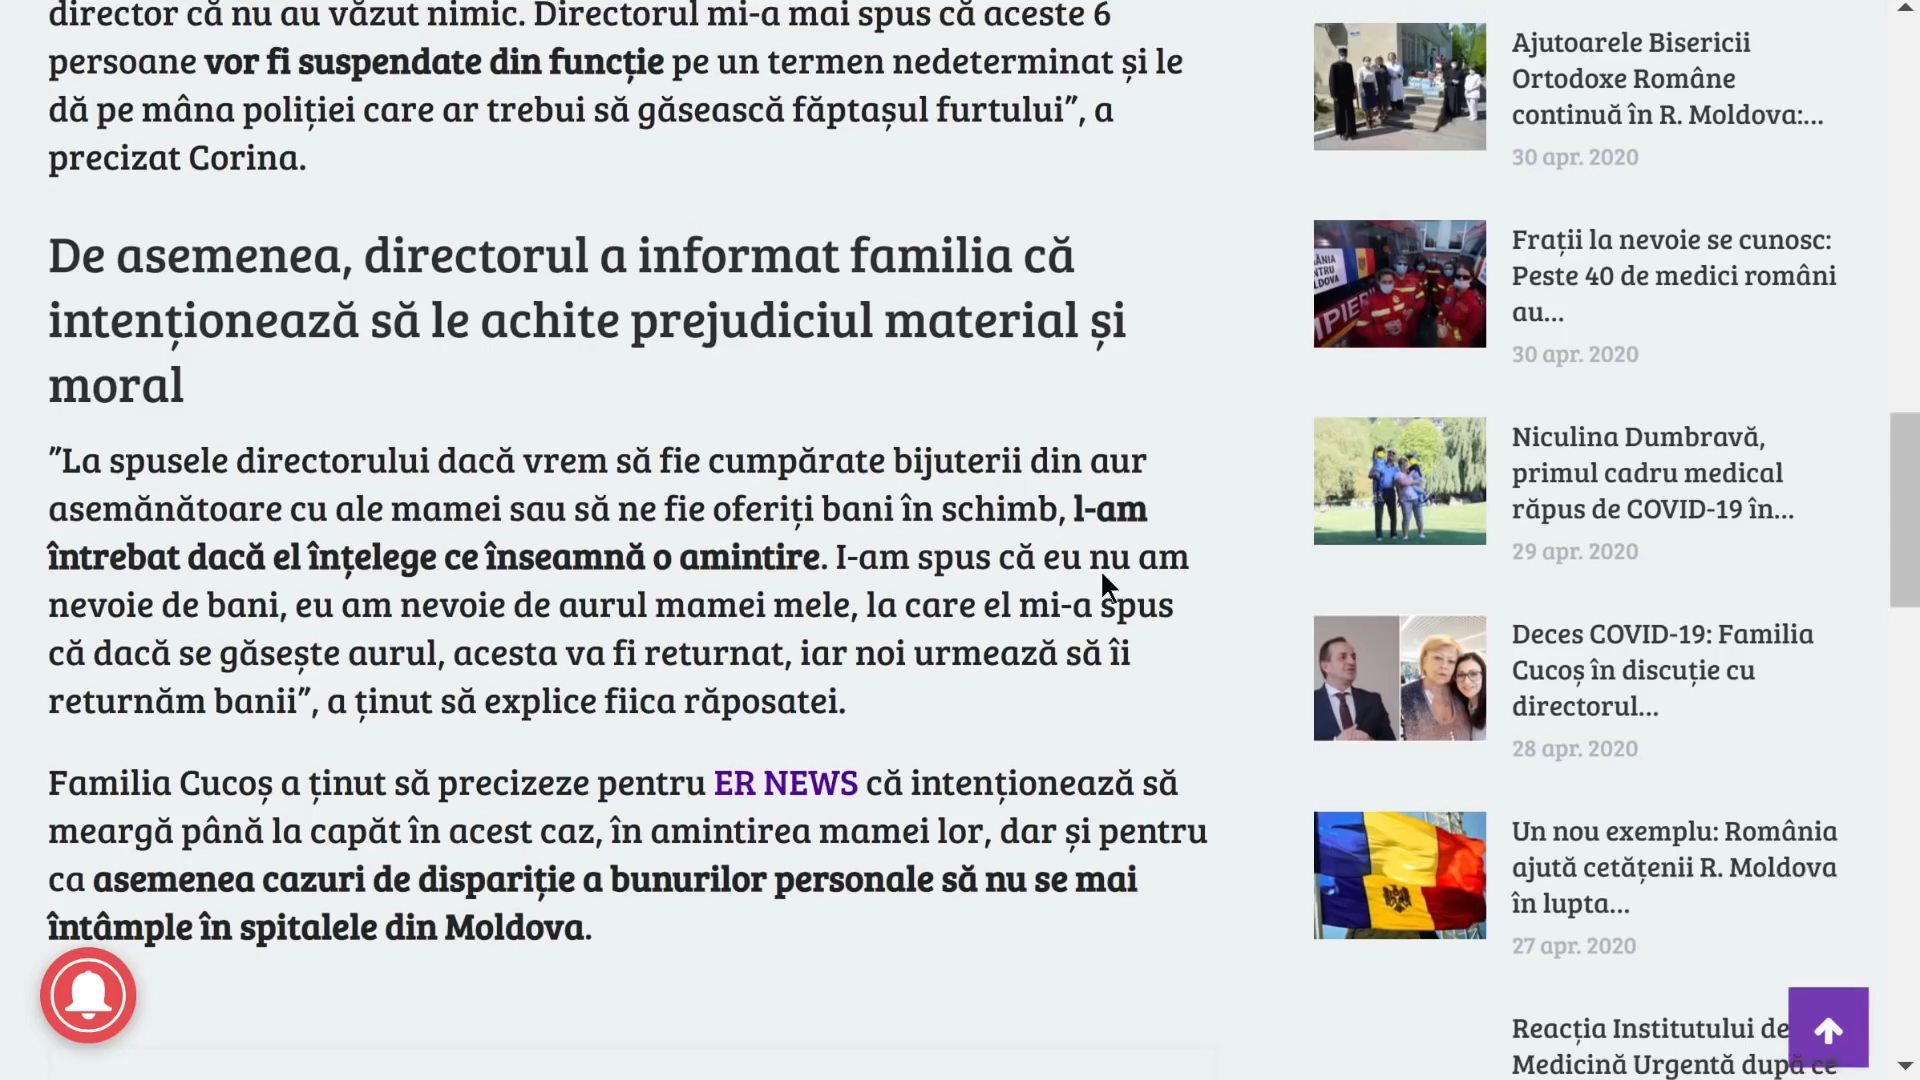 director că nu au văzut nimic. Directorul mi-a mai spus că aceste 6
persoane vor fi suspendate din funcție pe un termen nedeterminat și le
dă pe mâna poliției care ar trebui să găsească făptașul furtului”, a
precizat Corina.
De asemenea, directorul a informat familia că
intenționează să le achite prejudiciul material și
moral
”La spusele directorului dacă vrem să fie cumpărate bijuterii din aur
asemănătoare cu ale mamei sau să ne fie oferiți bani în schimb, l-am
întrebat dacă el înțelege ce înseamnă o amintire. I-am spus că eu nu am
nevoie de bani, eu am nevoie de aurul mamei mele, la care el mi-a spus
că dacă se găsește aurul, acesta va fi returnat, iar noi urmează să îi
returnăm banii”, a ținut să explice fiica răposatei.
Familia Cucoș a ținut să precizeze pentru ER NEWS că intenționează să
meargă până la capăt în acest caz, în amintirea mamei lor, dar și pentru
ca asemenea cazuri de dispariție a bunurilor personale să nu se mai
întâmple în spitalele din Moldova.
Ajutoarele Bisericii
Ortodoxe Române
continuă în R. Moldova:...
30 apr. 2020
Frații la nevoie se cunosc:
Peste 40 de medici români
au...
30 apr. 2020
Niculina Dumbravă,
primul cadru medical
răpus de COVID-19 în...
29 apr. 2020
Deces COVID-19: Familia
Cucoș în discuție cu
directorul...
28 apr. 2020
Un nou exemplu: România
ajută cetățenii R. Moldova
în lupta...
27 apr. 2020
Reacția Institutului de
Medicină Urgentă după ce